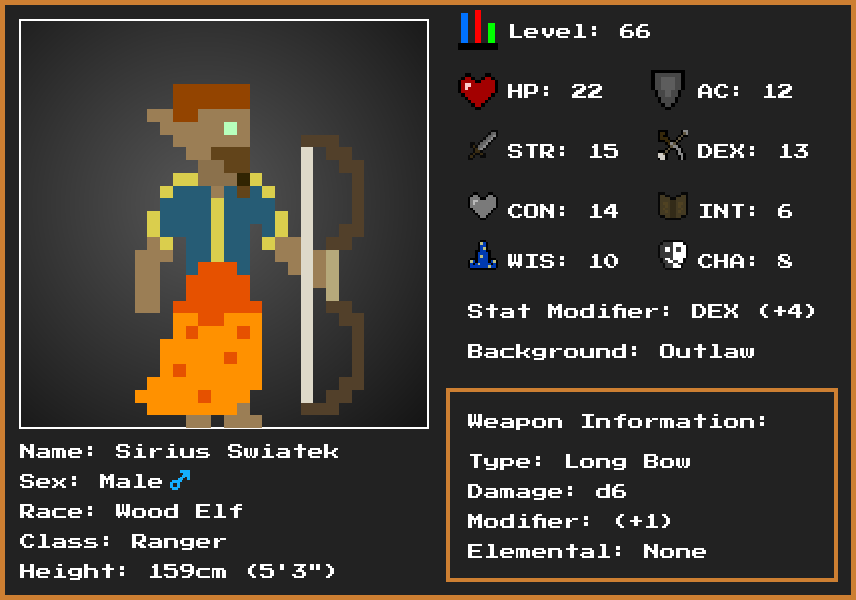 Level: 66
HP: 22 AC: 12
STR: 15 DEX: 13
CON: 14 INT: 6
WIS: 10 CHA: 8
Stat Modifier: DEX (+4)
Background: Outlaw
Weapon Information:
Type: Long Bow
Damage: d6
Modifier: (+1)
Elemental: None
Name: Sirius Swiatek
Sex: Male ♂
Race: Wood Elf
Class: Ranger
Height: 159cm (5'3")